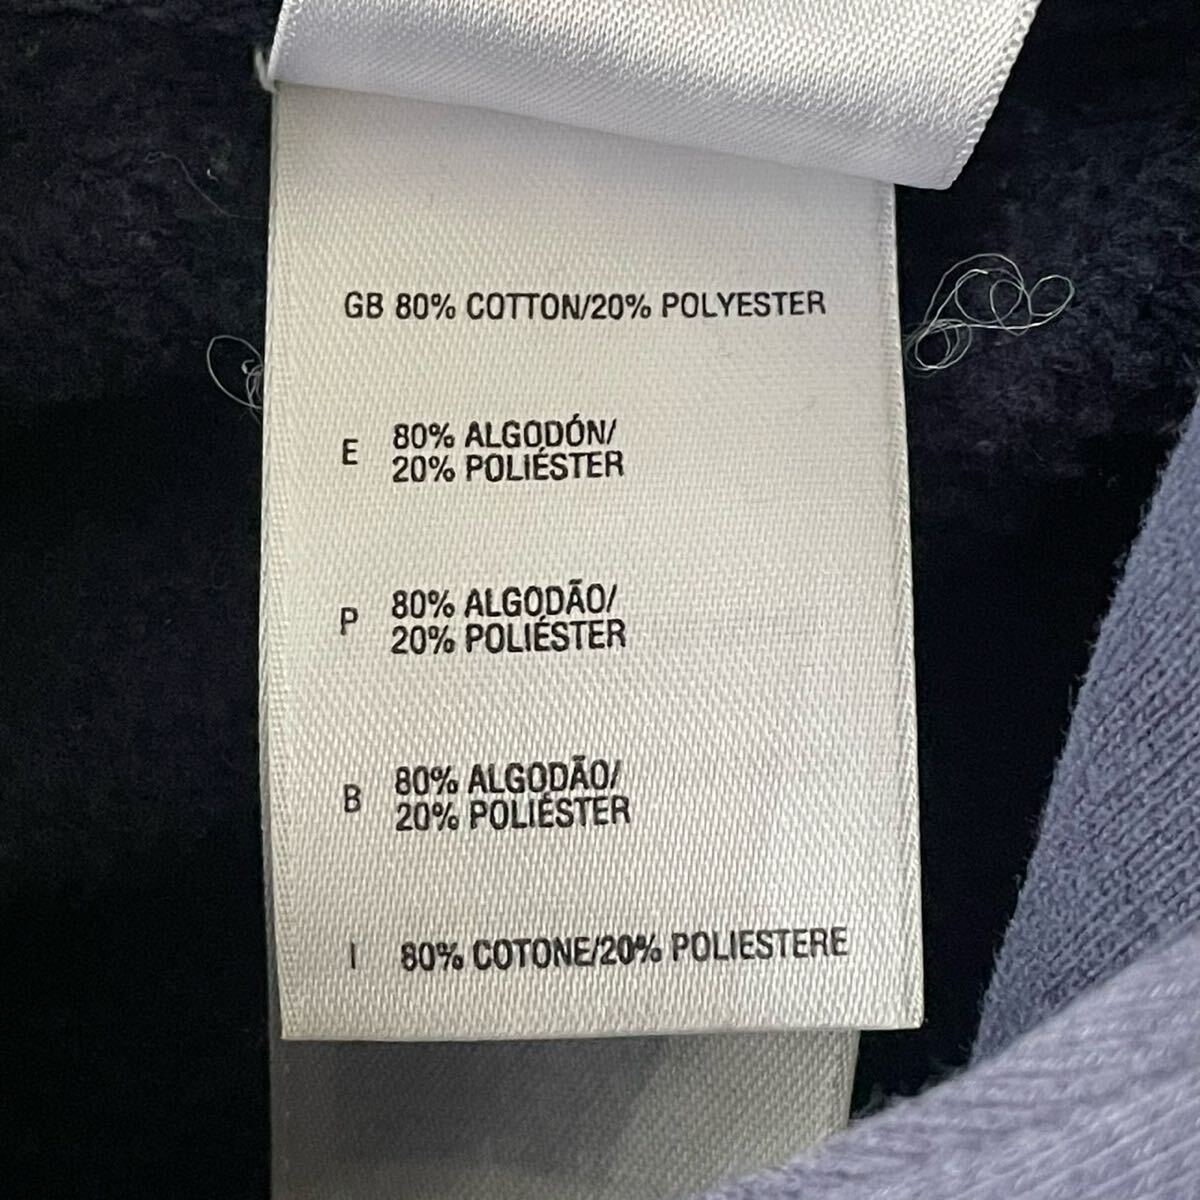 GB 80% COTTON/20% POLYESTER
E 80% ALGODÓN/
20% POLIÉSTER
P 80% ALGODÃO/
20% POLIÉSTER
B 80% ALGODÃO/
20% POLIÉSTER
I 80% COTONE/20% POLIESTERE